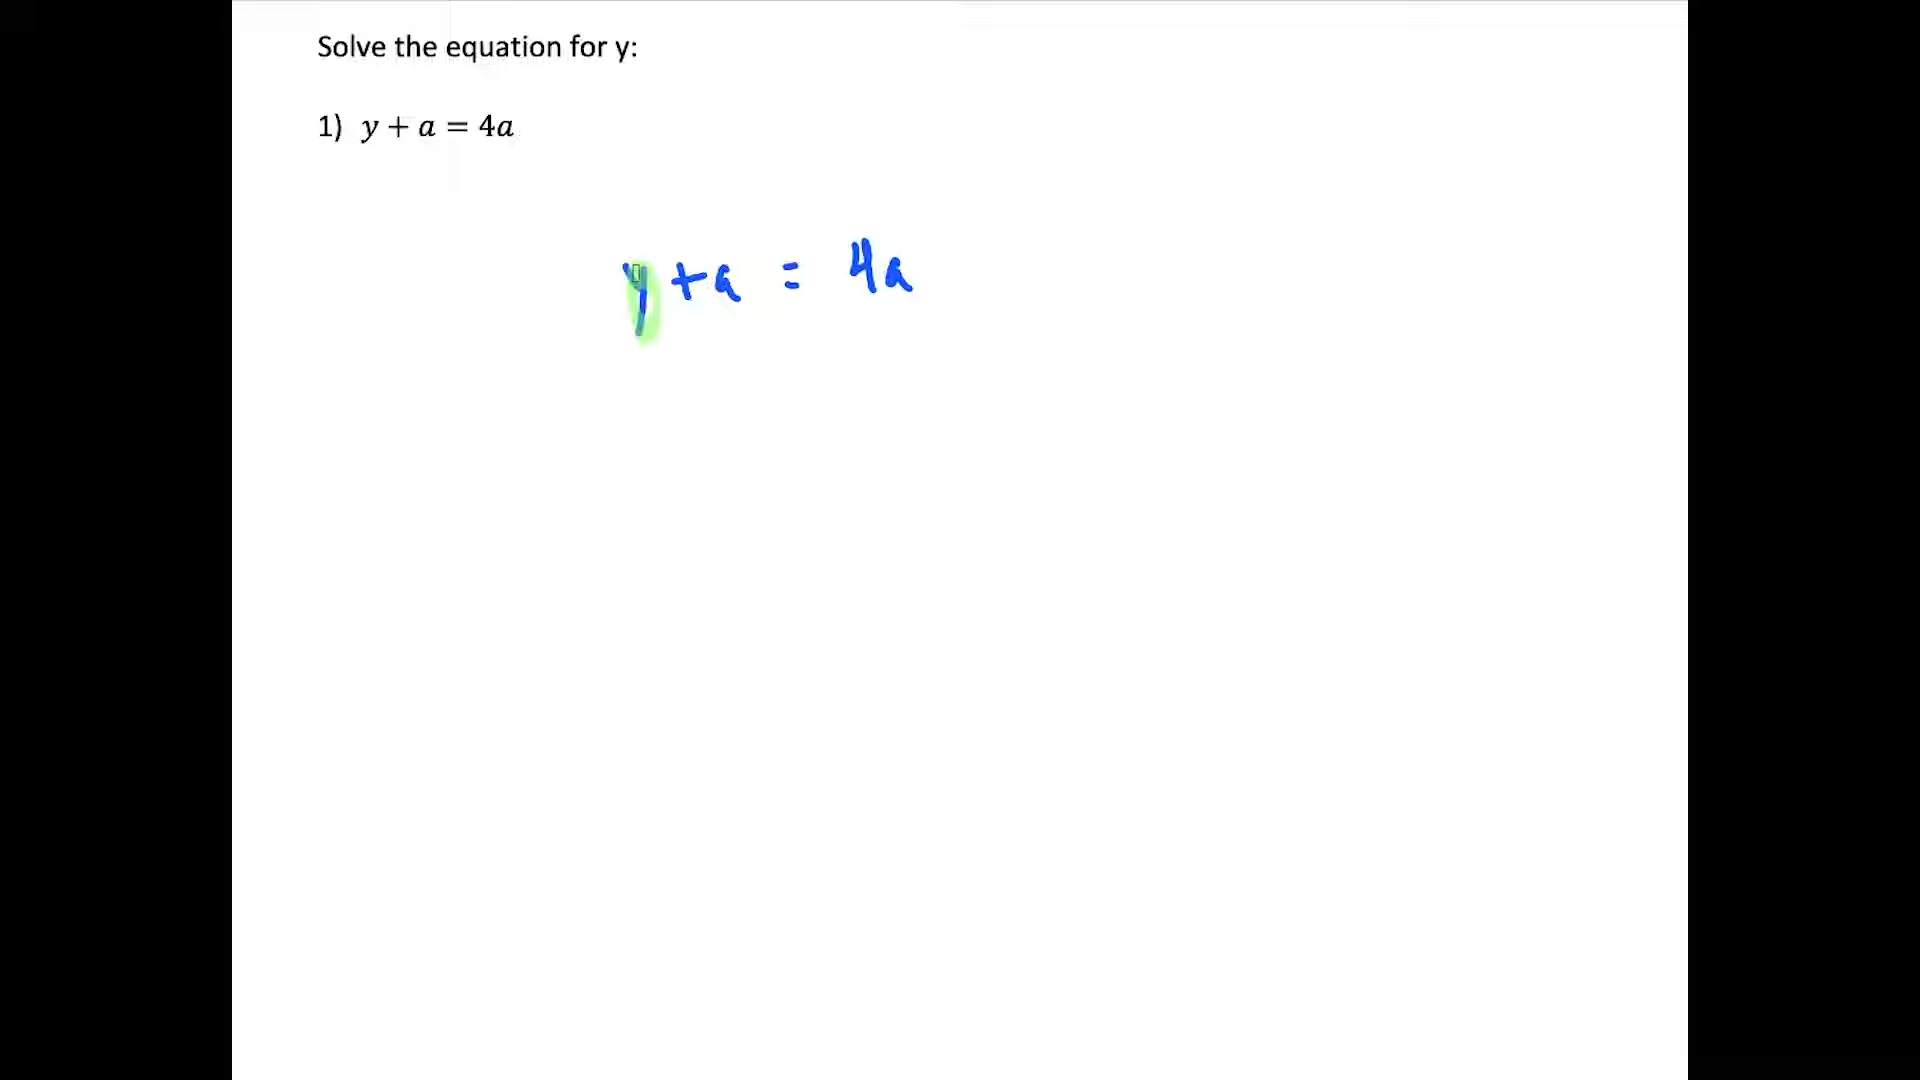 Solve the equation for y:
1) y + a = 4a
y + a = 4a